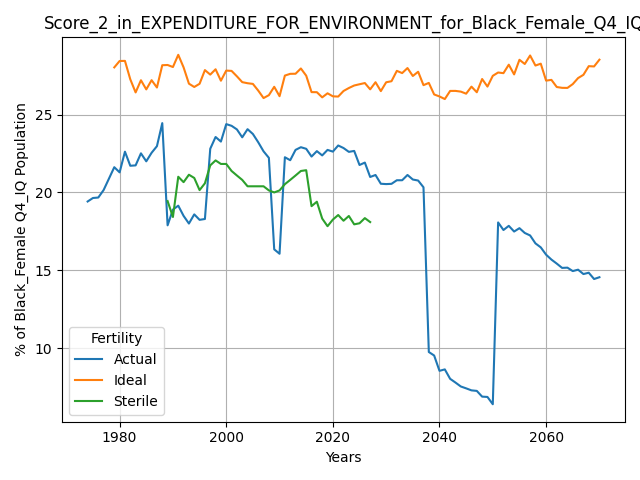 Score_2_in_EXPENDITURE_FOR_ENVIRONMENT_for_Black_Female_Q4_IQ
% of Black_Female Q4_IQ Population
25
20
15
10
Fertility
Actual
Ideal
Sterile
1980 2000 2020 2040 2060
Years